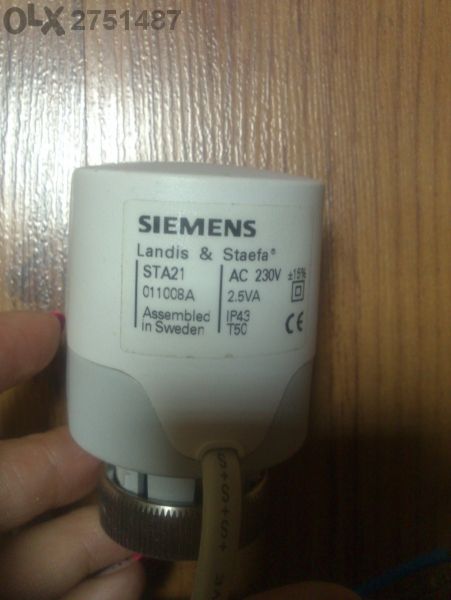 OLX 2751487
SIEMENS
Landis & Staefa®
STA21 AC 230V ±15%
011008A 2.5VA
Assembled IP43
in Sweden T50 CE